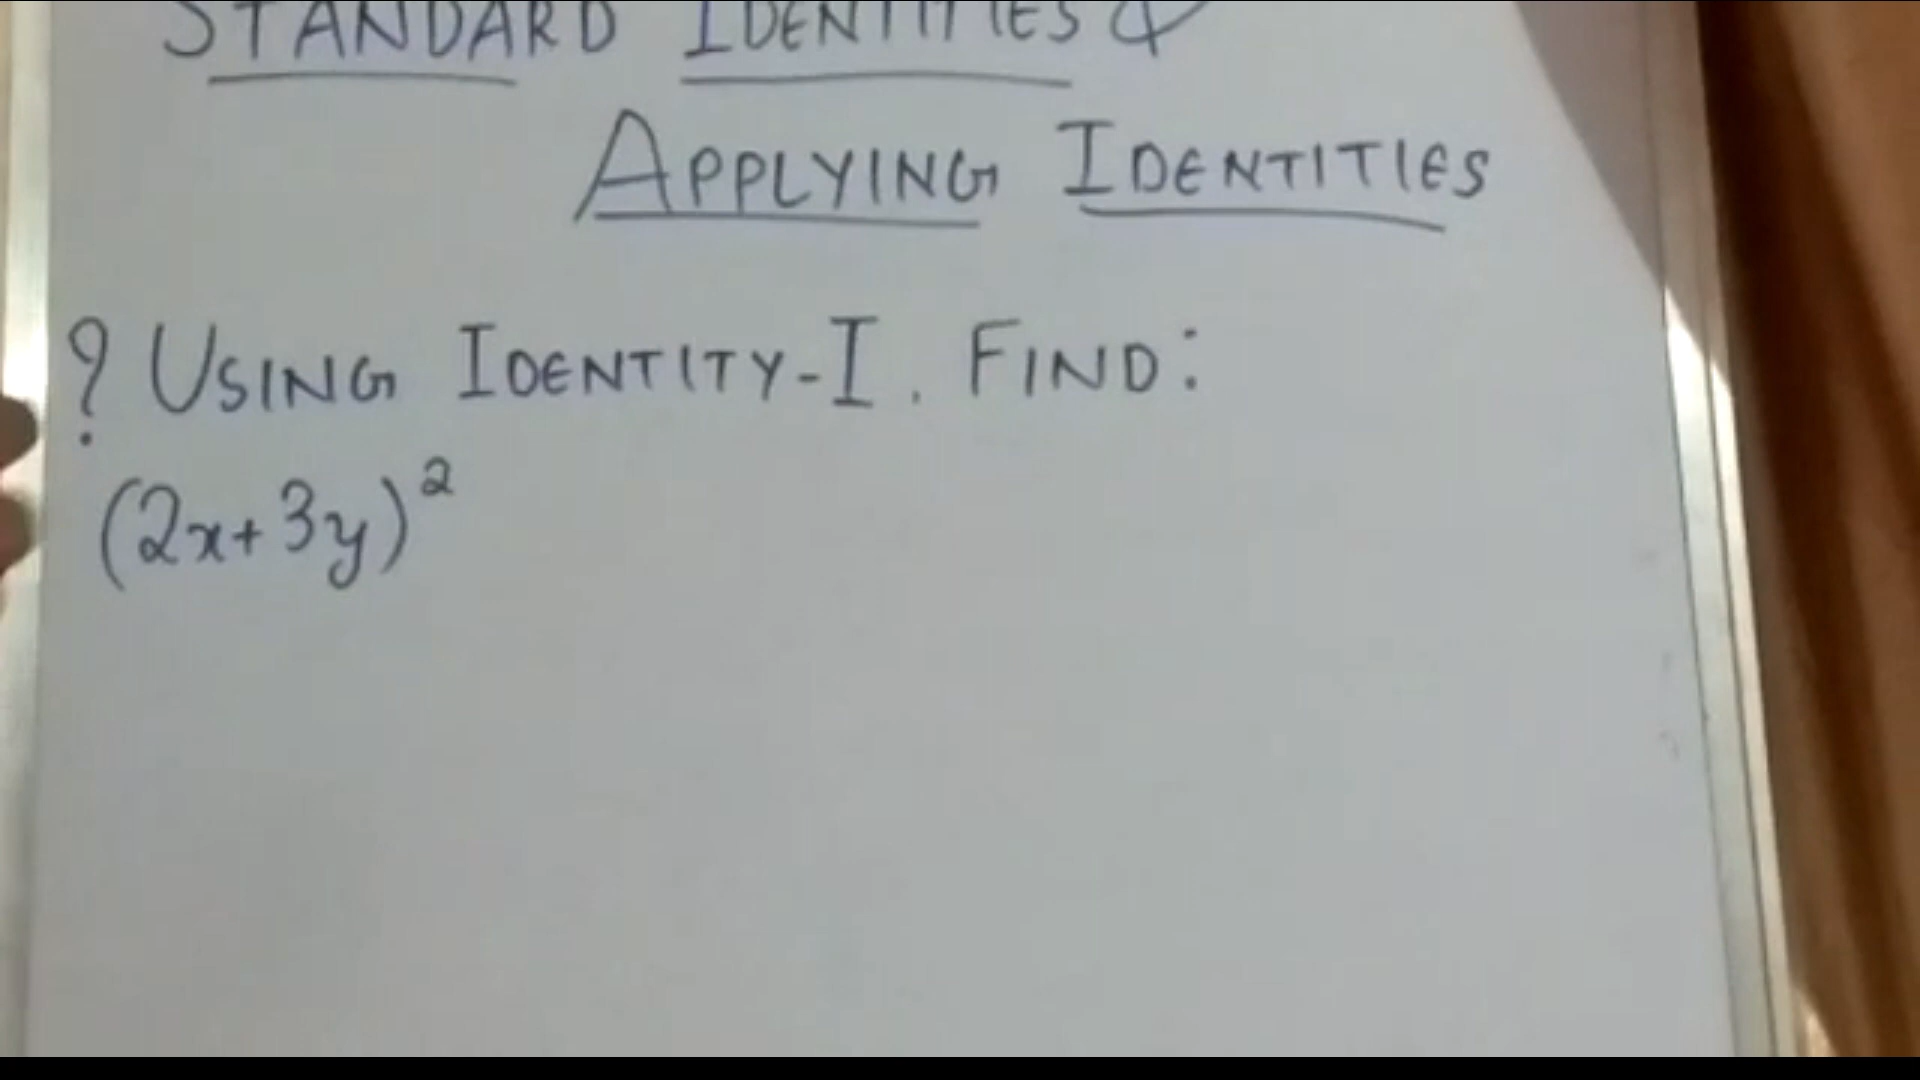 STANDARD IDENTITIES &
APPLYING IDENTITIES
? USING IDENTITY-I. FIND:
(2x+3y)²